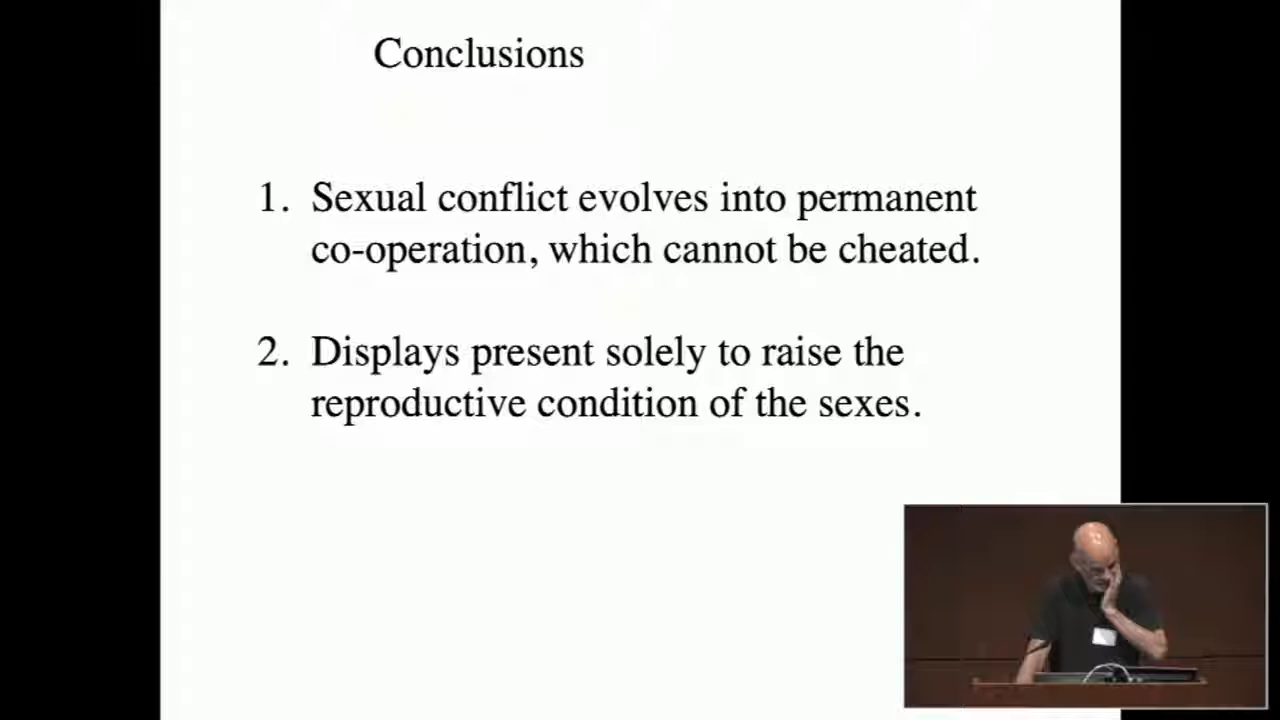 Conclusions
1. Sexual conflict evolves into permanent
co-operation, which cannot be cheated.
2. Displays present solely to raise the
reproductive condition of the sexes.